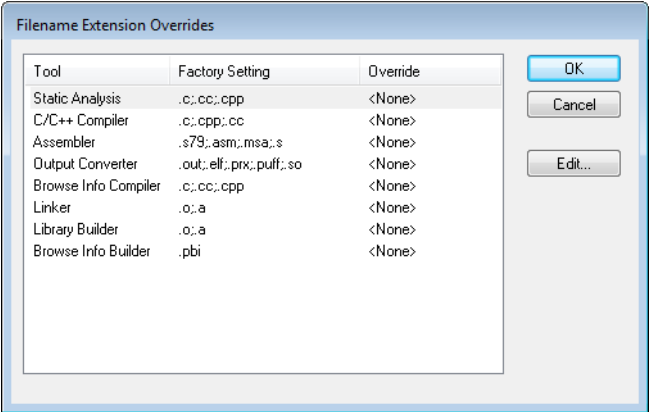 Filename Extension Overrides
Tool Factory Setting Override
Static Analysis .c;.cc;.cpp <None>
C/C++ Compiler .c;.cpp;.cc <None>
Assembler .s79;.asm;.msa;.s <None>
Output Converter .out;.elf;.prx;.puff;.so <None>
Browse Info Compiler .c;.cc;.cpp <None>
Linker .o;.a <None>
Library Builder .o;.a <None>
Browse Info Builder .pbi <None>
OK
Cancel
Edit...